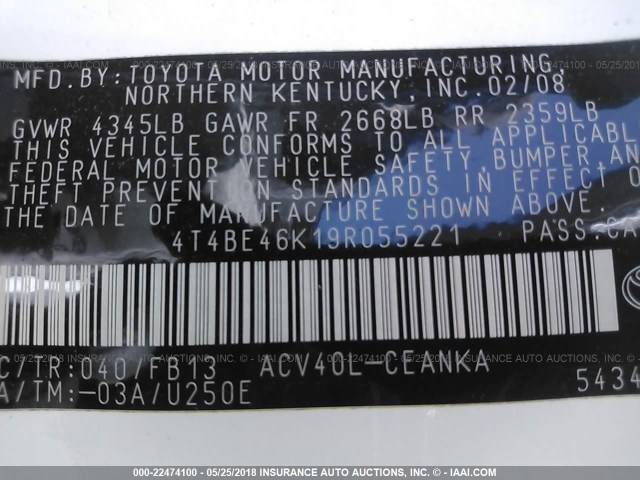 MFD. BY: TOYOTA MOTOR MANUFACTURING,
NORTHERN KENTUCKY, INC. 02/08
GVWR 4345LB GAWR FR 2668LB RR 2359LB
THIS VEHICLE CONFORMS TO ALL APPLICABL
FEDERAL MOTOR VEHICLE SAFETY, BUMPER, AN
THEFT PREVENTION STANDARDS IN EFFECT O
THE DATE OF MANUFACTURE SHOWN ABOVE.
4T4BE46K19R055221 PASS.CA
C/TR:040/FB13 ACV40L-CEANKA
A/TM:-03A/U250E 5434
000-22474100 - 05/25/2018 INSURANCE AUTO AUCTIONS - © - IAAI.COM